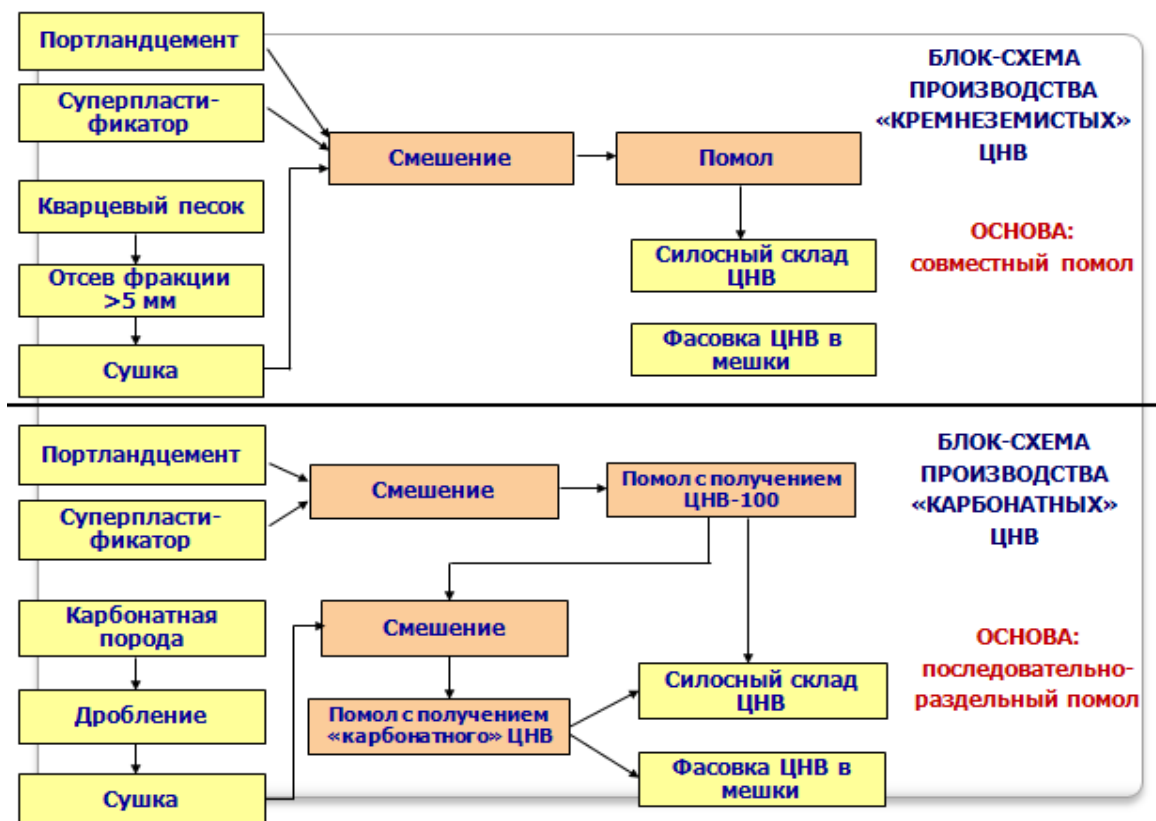 Портландцемент
Суперпласти-
фикатор
Кварцевый песок
Отсев фракции
>5 мм
Сушка
Смешение
Помол
Силосный склад
ЦНВ
Фасовка ЦНВ в
мешки
БЛОК-СХЕМА
ПРОИЗВОДСТВА
«КРЕМНЕЗЕМИСТЫХ»
ЦНВ
ОСНОВА:
совместный помол
Портландцемент
Суперпласти-
фикатор
Карбонатная
порода
Дробление
Сушка
Смешение
Помол с получением
ЦНВ-100
Смешение
Помол с получением
«карбонатного» ЦНВ
Силосный склад
ЦНВ
Фасовка ЦНВ в
мешки
БЛОК-СХЕМА
ПРОИЗВОДСТВА
«КАРБОНАТНЫХ»
ЦНВ
ОСНОВА:
последовательно-
раздельный помол